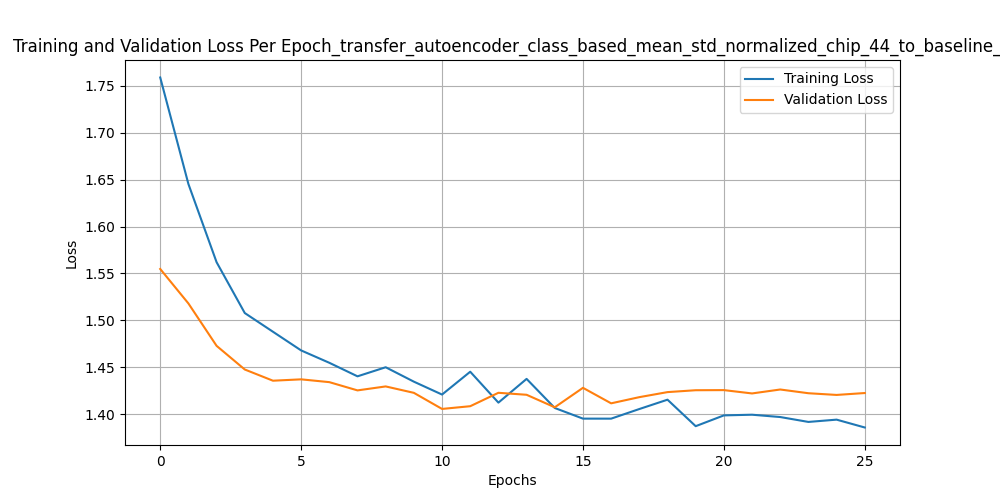 Training and Validation Loss Per Epoch_transfer_autoencoder_class_based_mean_std_normalized_chip_44_to_baseline_
Training Loss
Validation Loss
1.75
1.70
1.65
1.60
1.55
1.50
1.45
1.40
Loss
0 5 10 15 20 25
Epochs